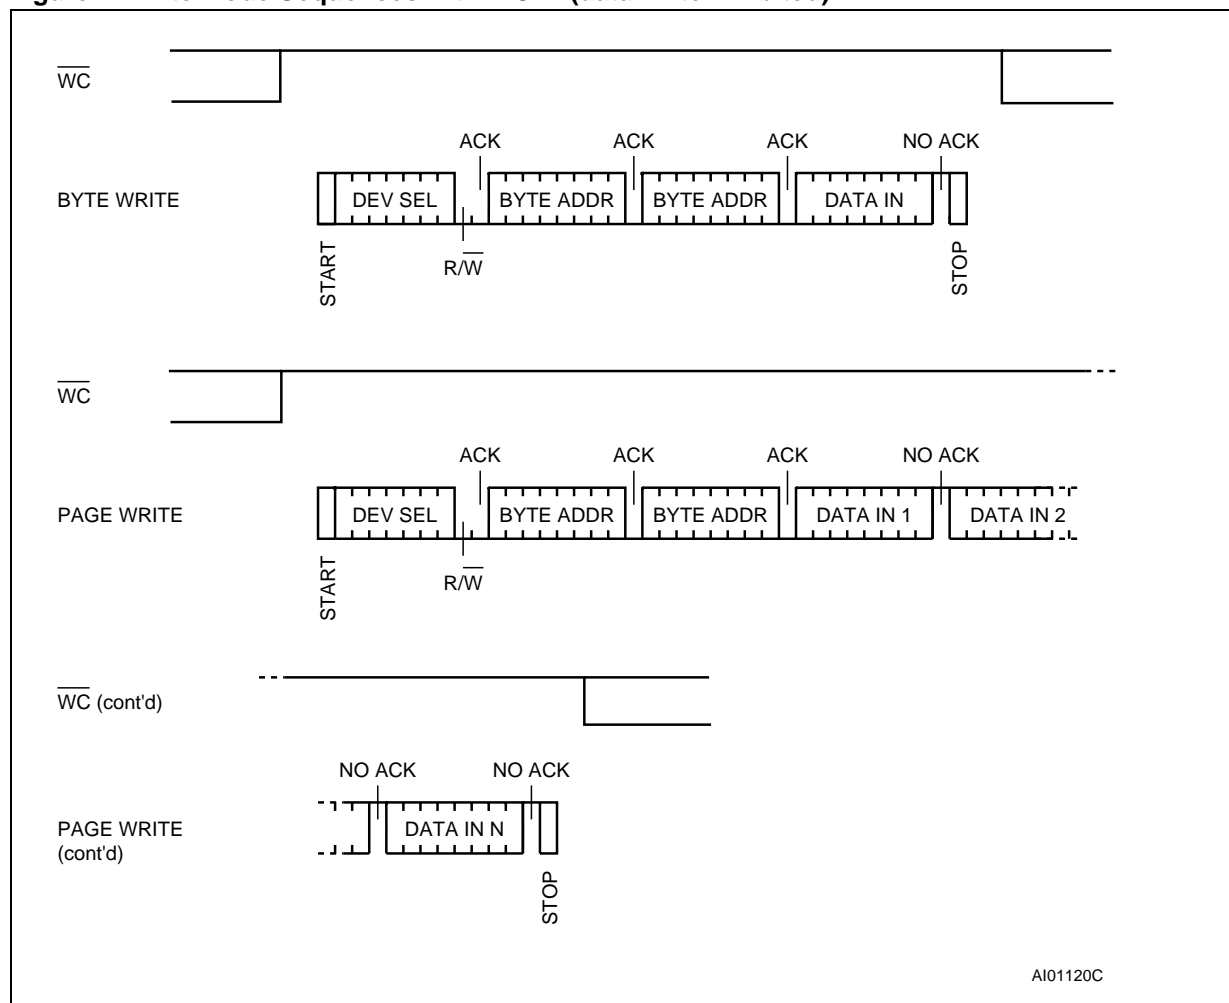 WC
ACK ACK ACK NO ACK
BYTE WRITE DEV SEL BYTE ADDR BYTE ADDR DATA IN
R/W
START STOP
WC
ACK ACK ACK NO ACK
PAGE WRITE DEV SEL BYTE ADDR BYTE ADDR DATA IN 1 DATA IN 2
R/W
START
WC (cont'd)
NO ACK NO ACK
PAGE WRITE DATA IN N
(cont'd)
STOP
AI01120C